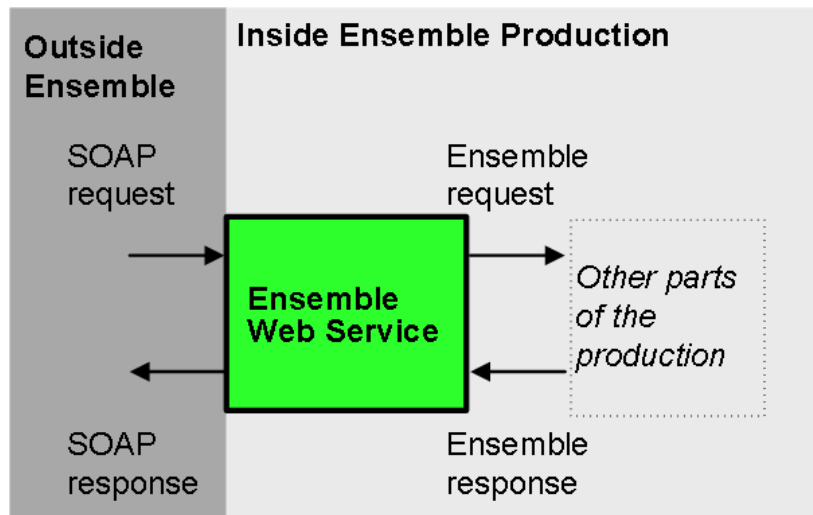 Outside
Ensemble
Inside Ensemble Production
SOAP
request
Ensemble
request
Ensemble
Web Service
Other parts
of the
production
SOAP
response
Ensemble
response